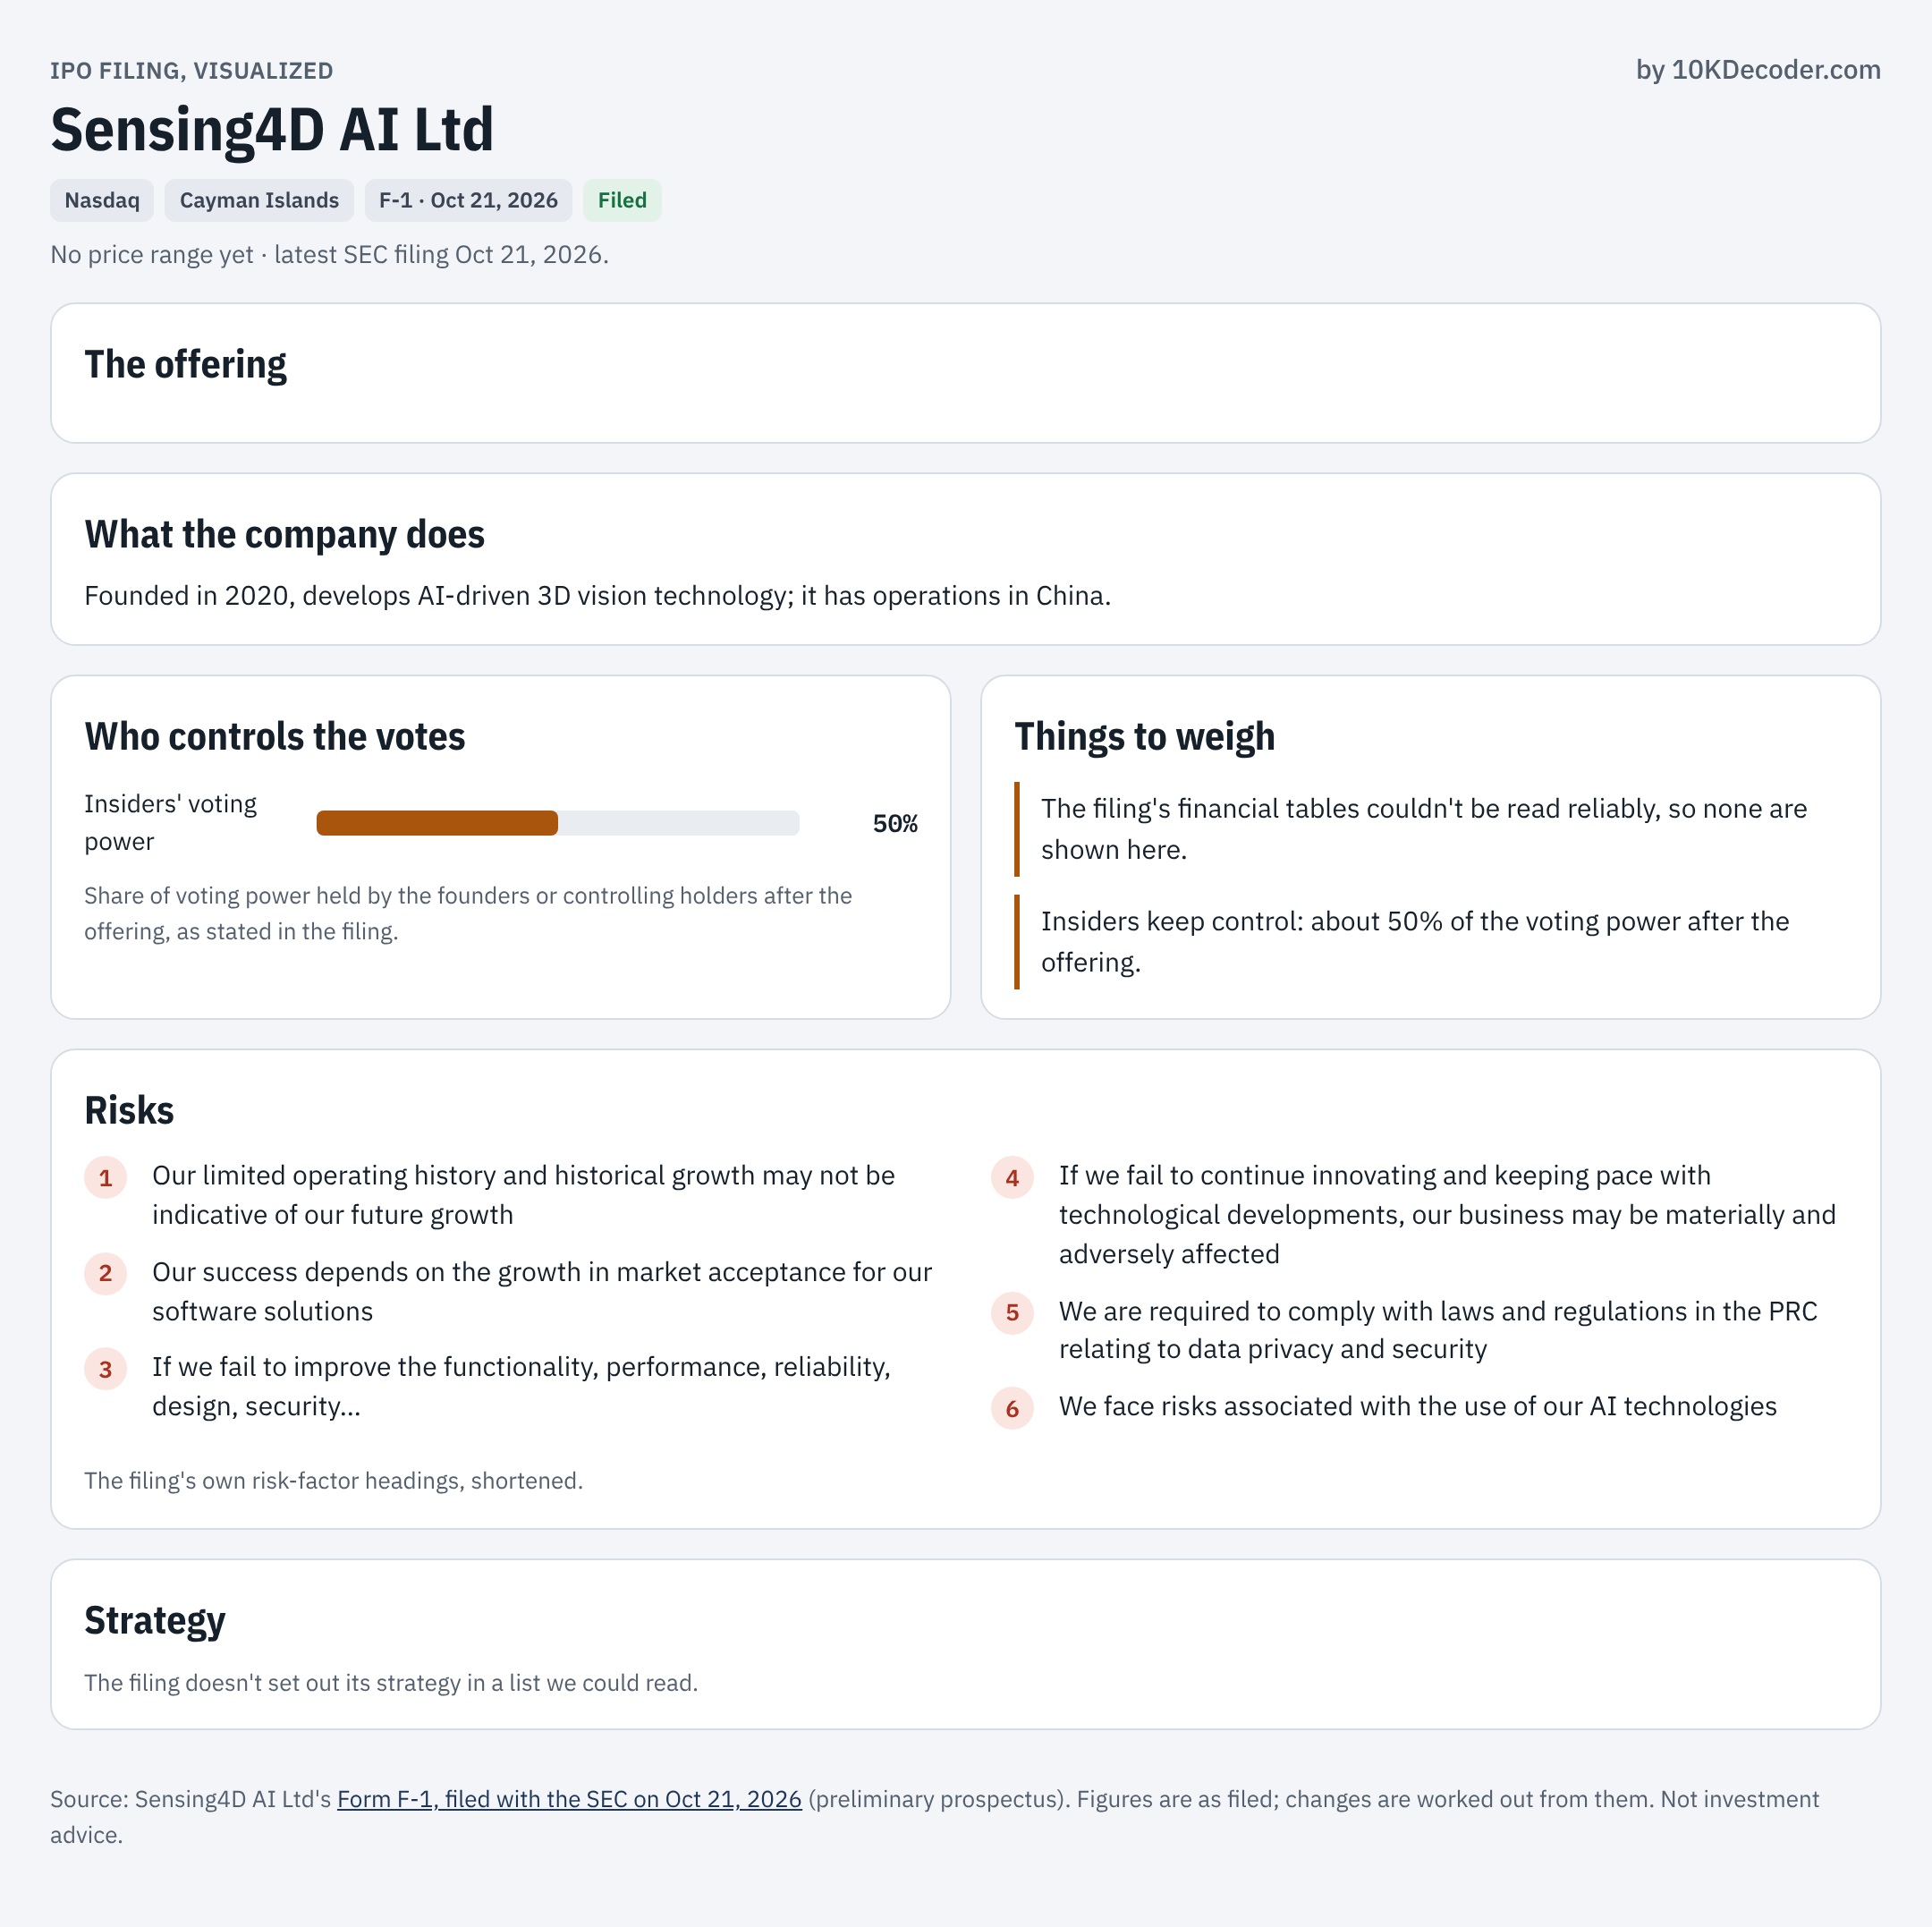 IPO FILING, VISUALIZED
by 10KDecoder.com
Sensing4D AI Ltd
Nasdaq
Cayman Islands
F-1 · Oct 21, 2026
Filed
No price range yet · latest SEC filing Oct 21, 2026.
The offering
What the company does
Founded in 2020, develops AI-driven 3D vision technology; it has operations in China.
Who controls the votes
Insiders' voting
power
50%
Share of voting power held by the founders or controlling holders after the
offering, as stated in the filing.
Things to weigh
The filing's financial tables couldn't be read reliably, so none are
shown here.
Insiders keep control: about 50% of the voting power after the
offering.
Risks
1 Our limited operating history and historical growth may not be
indicative of our future growth
2 Our success depends on the growth in market acceptance for our
software solutions
3 If we fail to improve the functionality, performance, reliability,
design, security...
4 If we fail to continue innovating and keeping pace with
technological developments, our business may be materially and
adversely affected
5 We are required to comply with laws and regulations in the PRC
relating to data privacy and security
6 We face risks associated with the use of our AI technologies
The filing's own risk-factor headings, shortened.
Strategy
The filing doesn't set out its strategy in a list we could read.
Source: Sensing4D AI Ltd's Form F-1, filed with the SEC on Oct 21, 2026 (preliminary prospectus). Figures are as filed; changes are worked out from them. Not investment
advice.